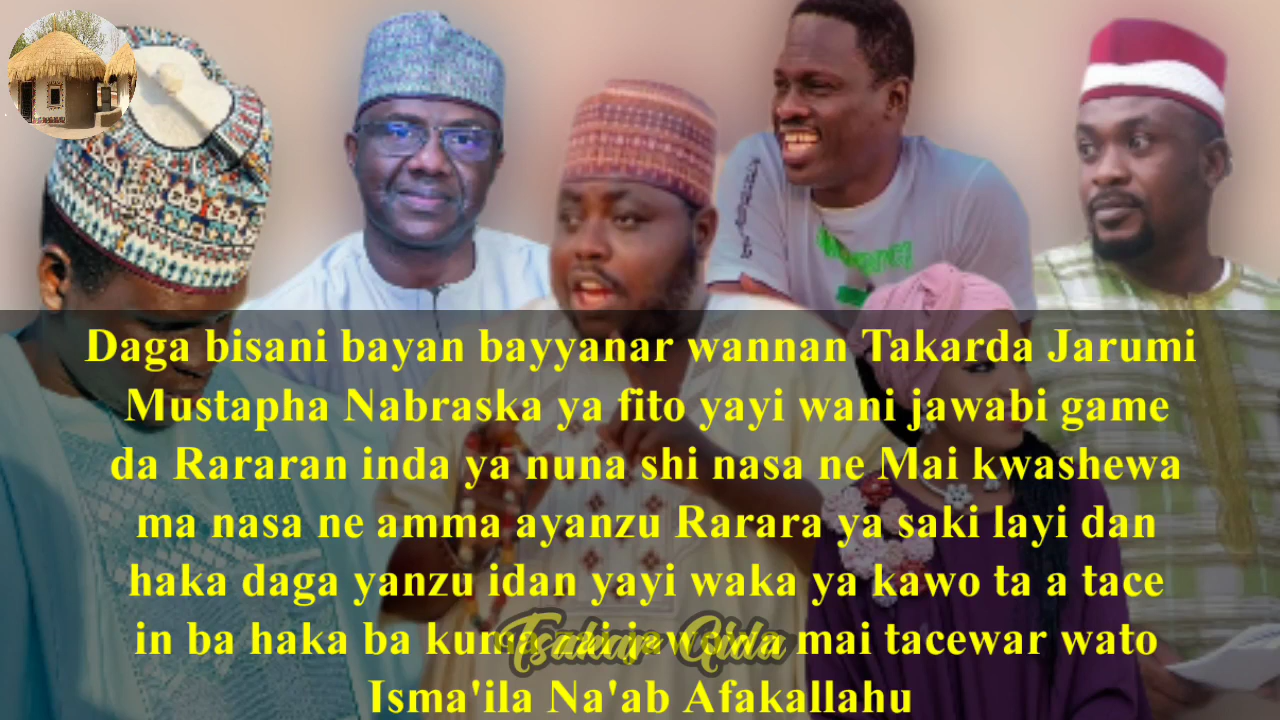 Daga bisani bayan bayyanar wannan Takarda Jarumi
Mustapha Nabraska ya fito yayi wani jawabi game
da Rararan inda ya nuna shi nasa ne Mai kwashewa
ma nasa ne amma ayanzu Rarara ya saki layi dan
haka daga yanzu idan yayi waka ya kawo ta a tace
in ba haka ba kuma mai tacewar wato
Tsakar Gida
Isma'ila Na'ab Afakallahu